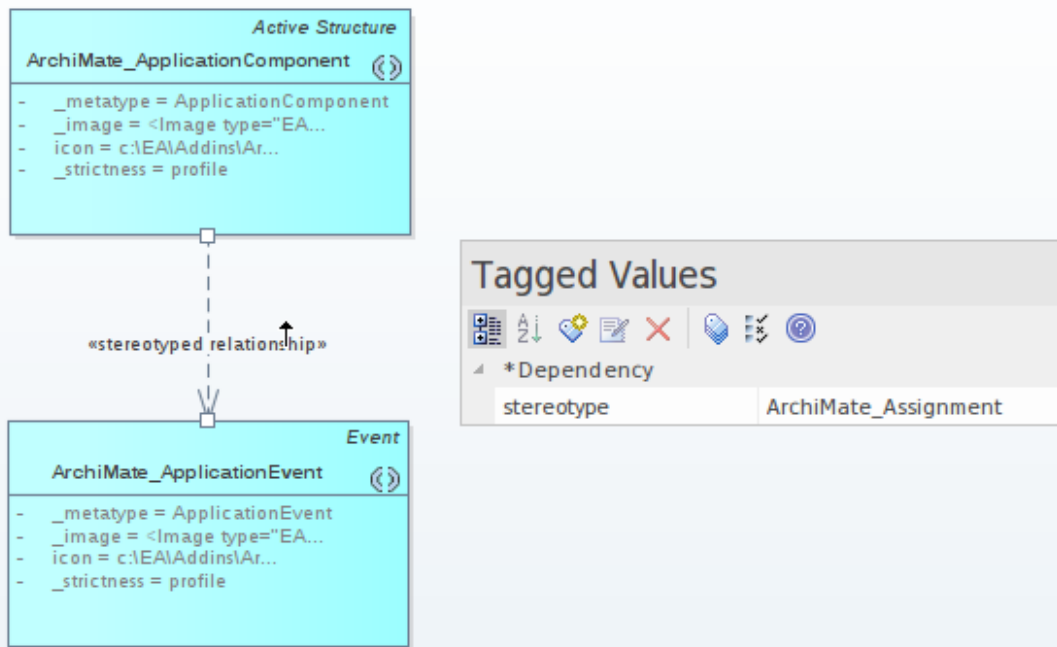 Active Structure
ArchiMate_ApplicationComponent
- _metatype = ApplicationComponent
- _image = <Image type="EA...
- icon = c:\EA\Addins\Ar...
- _strictness = profile
«stereotyped relationship»
Event
ArchiMate_ApplicationEvent
- _metatype = ApplicationEvent
- _image = <Image type="EA...
- icon = c:\EA\Addins\Ar...
- _strictness = profile
Tagged Values
*Dependency
stereotype ArchiMate_Assignment